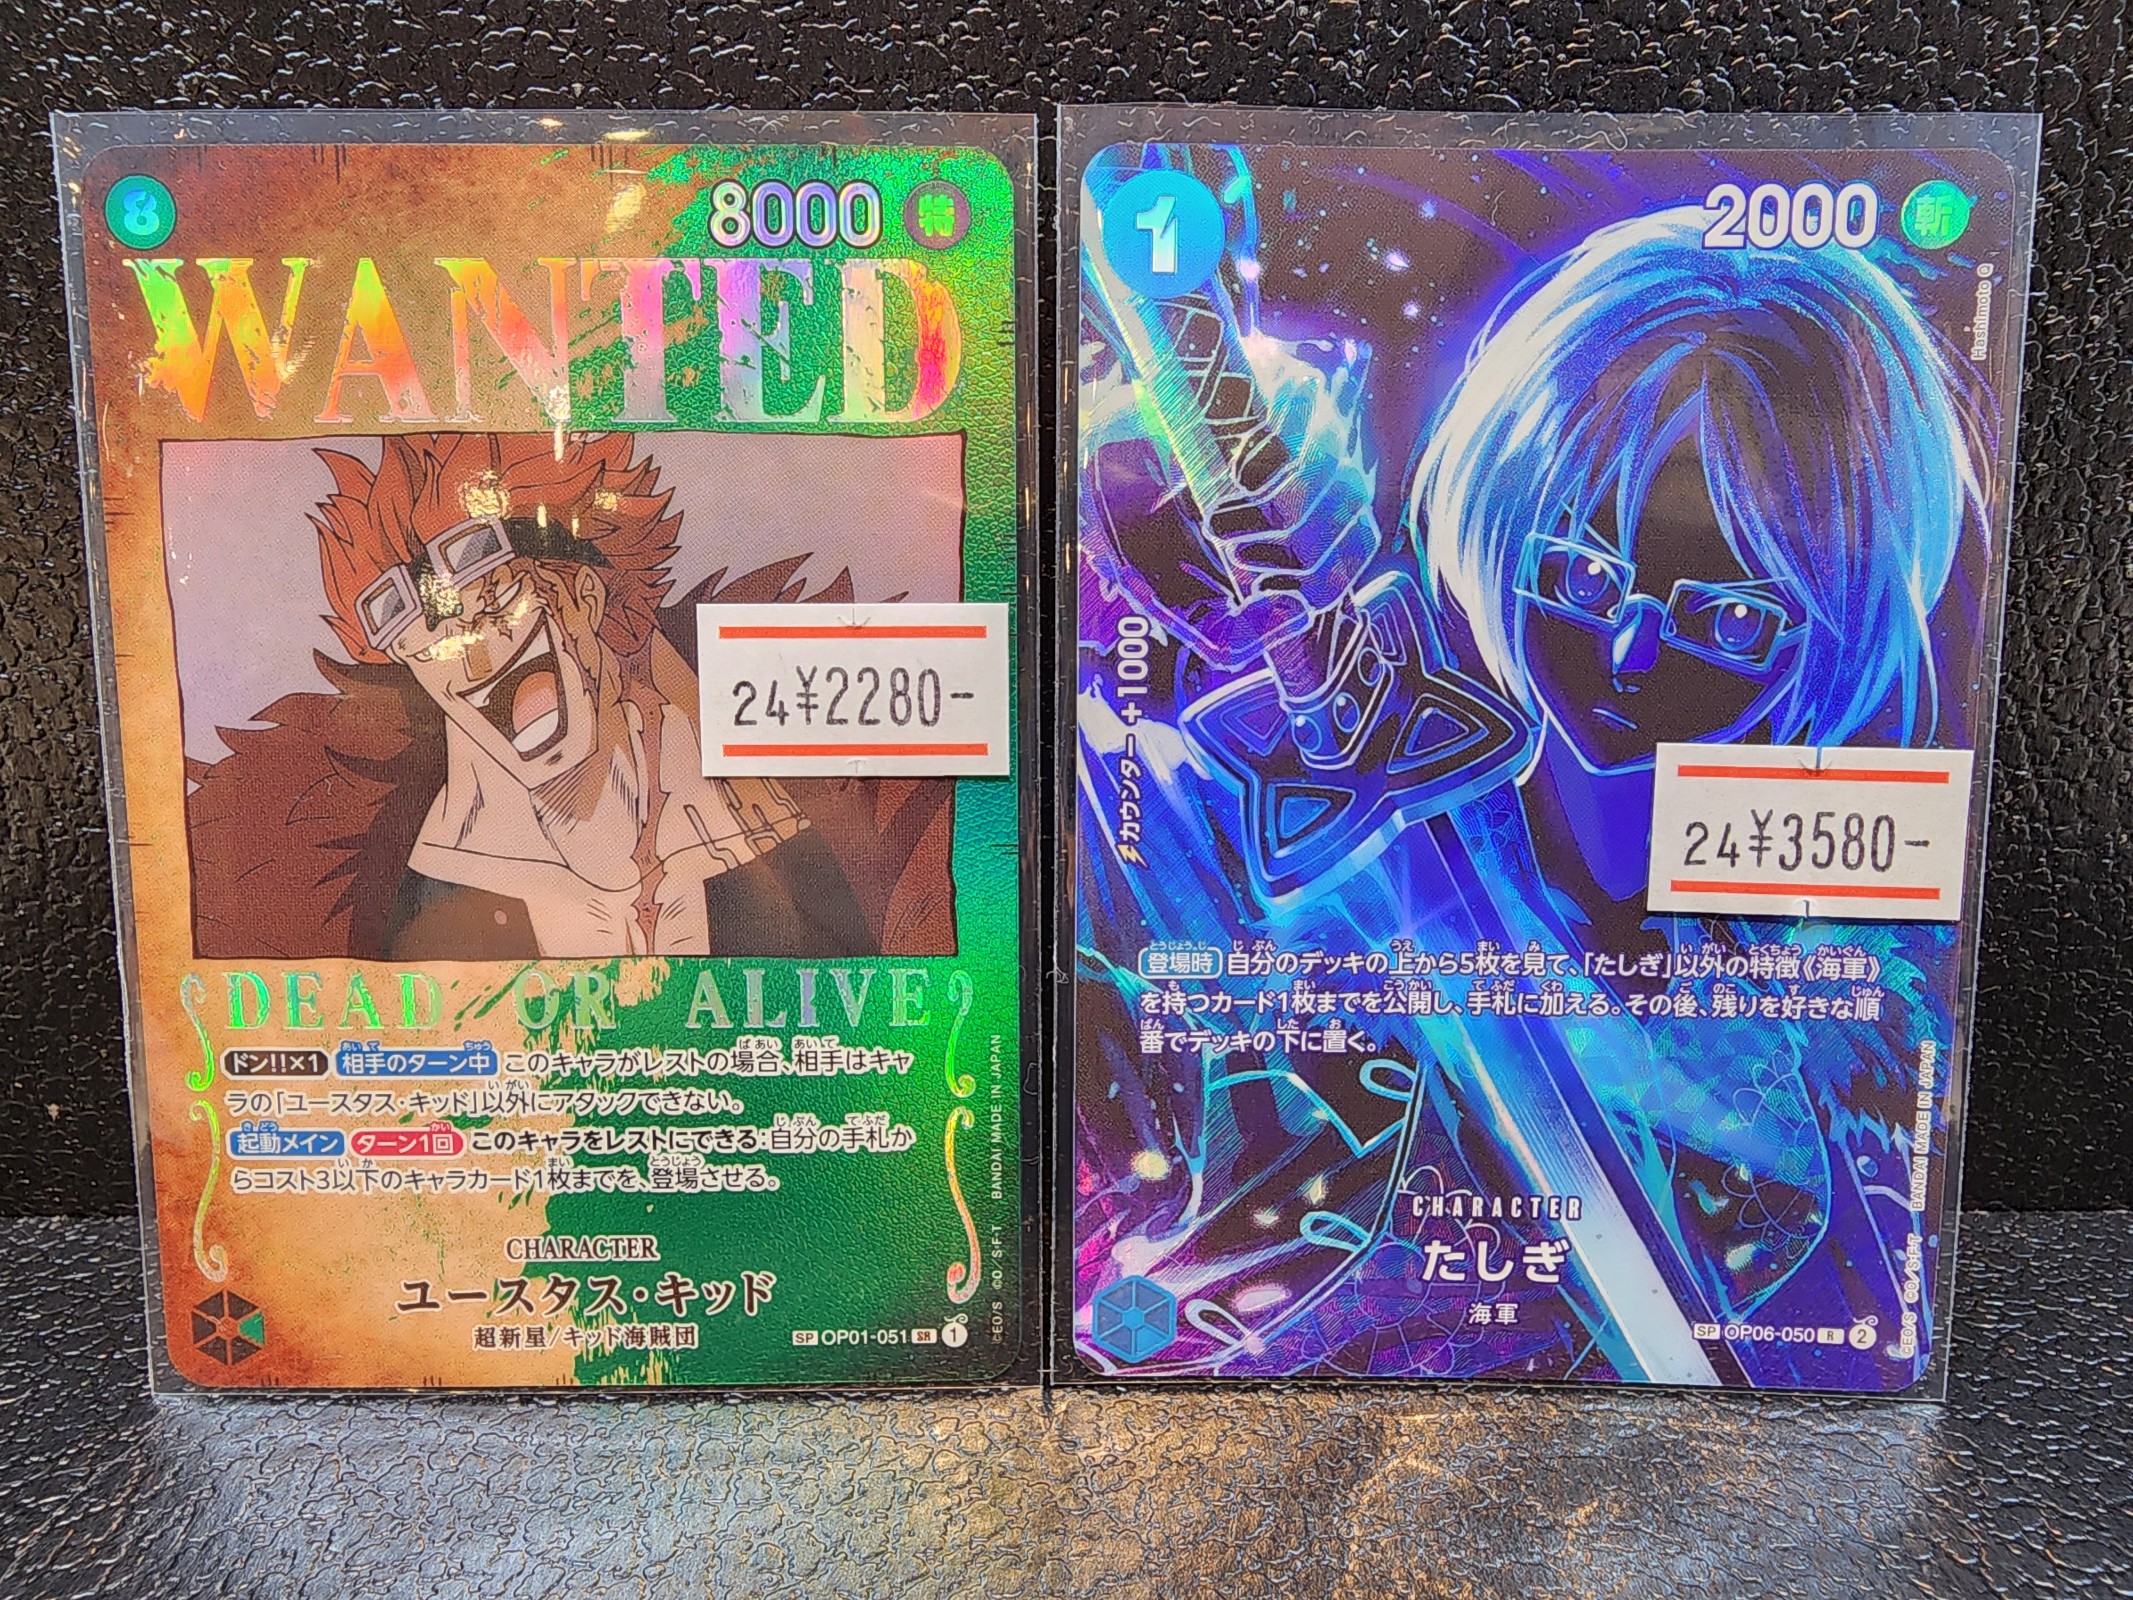 8
8000
特
WANTED
24¥2280-
DEAD OR ALIVE
ドン!!×1 相手のターン中 このキャラがレストの場合、相手はキャ
ラの「ユースタス・キッド」以外にアタックできない。
起動メイン ターン1回 このキャラをレストにできる:自分の手札か
らコスト3以下のキャラカード1枚までを、登場させる。
CHARACTER
ユースタス・キッド
超新星/キッド海賊団
SP OP01-051 SR 1
©E.O/S. ©O/S.F.T BANDAI MADE IN JAPAN
1
2000
斬
Hashimoto Q
カウンター+1000
24¥3580-
登場時 自分のデッキの上から5枚を見て、「たしぎ」以外の特徴《海軍》
を持つカード1枚までを公開し、手札に加える。その後、残りを好きな順
番でデッキの下に置く。
CHARACTER
たしぎ
海軍
SP OP06-050 R 2
©E.O/S. ©O/S.F.T BANDAI MADE IN JAPAN